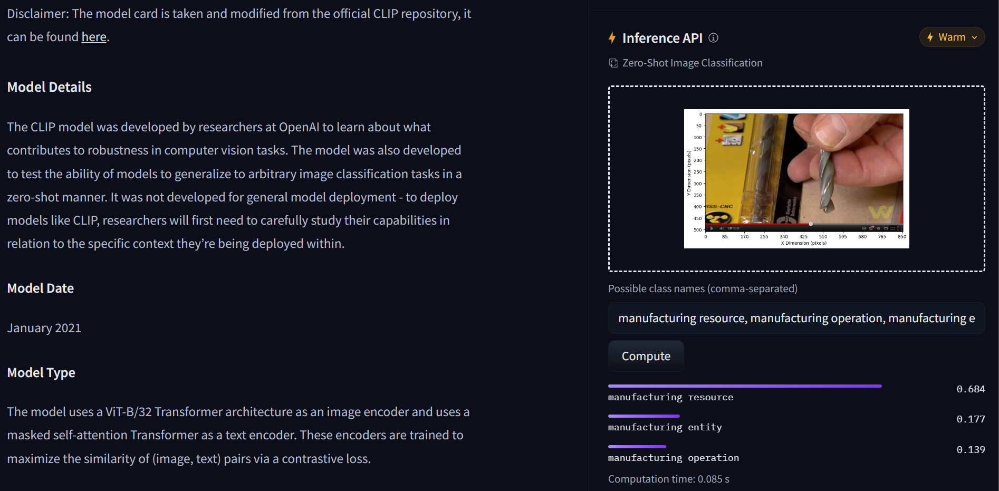 Disclaimer: The model card is taken and modified from the official CLIP repository, it
can be found here.
Model Details
The CLIP model was developed by researchers at OpenAI to learn about what
contributes to robustness in computer vision tasks. The model was also developed
to test the ability of models to generalize to arbitrary image classification tasks in a
zero-shot manner. It was not developed for general model deployment - to deploy
models like CLIP, researchers will first need to carefully study their capabilities in
relation to the specific context they’re being deployed within.
Model Date
January 2021
Model Type
The model uses a ViT-B/32 Transformer architecture as an image encoder and uses a
masked self-attention Transformer as a text encoder. These encoders are trained to
maximize the similarity of (image, text) pairs via a contrastive loss.
Inference API
Warm
Zero-Shot Image Classification
0
50
100
150
200
250
300
350
400
450
500
Y Dimension (pixels)
HSS-CNC
1:31 / 2:53
0 85 170 255 340 425 510 595 680 765 850
X Dimension (pixels)
Possible class names (comma-separated)
manufacturing resource, manufacturing operation, manufacturing e
Compute
manufacturing resource 0.684
manufacturing entity 0.177
manufacturing operation 0.139
Computation time: 0.085 s